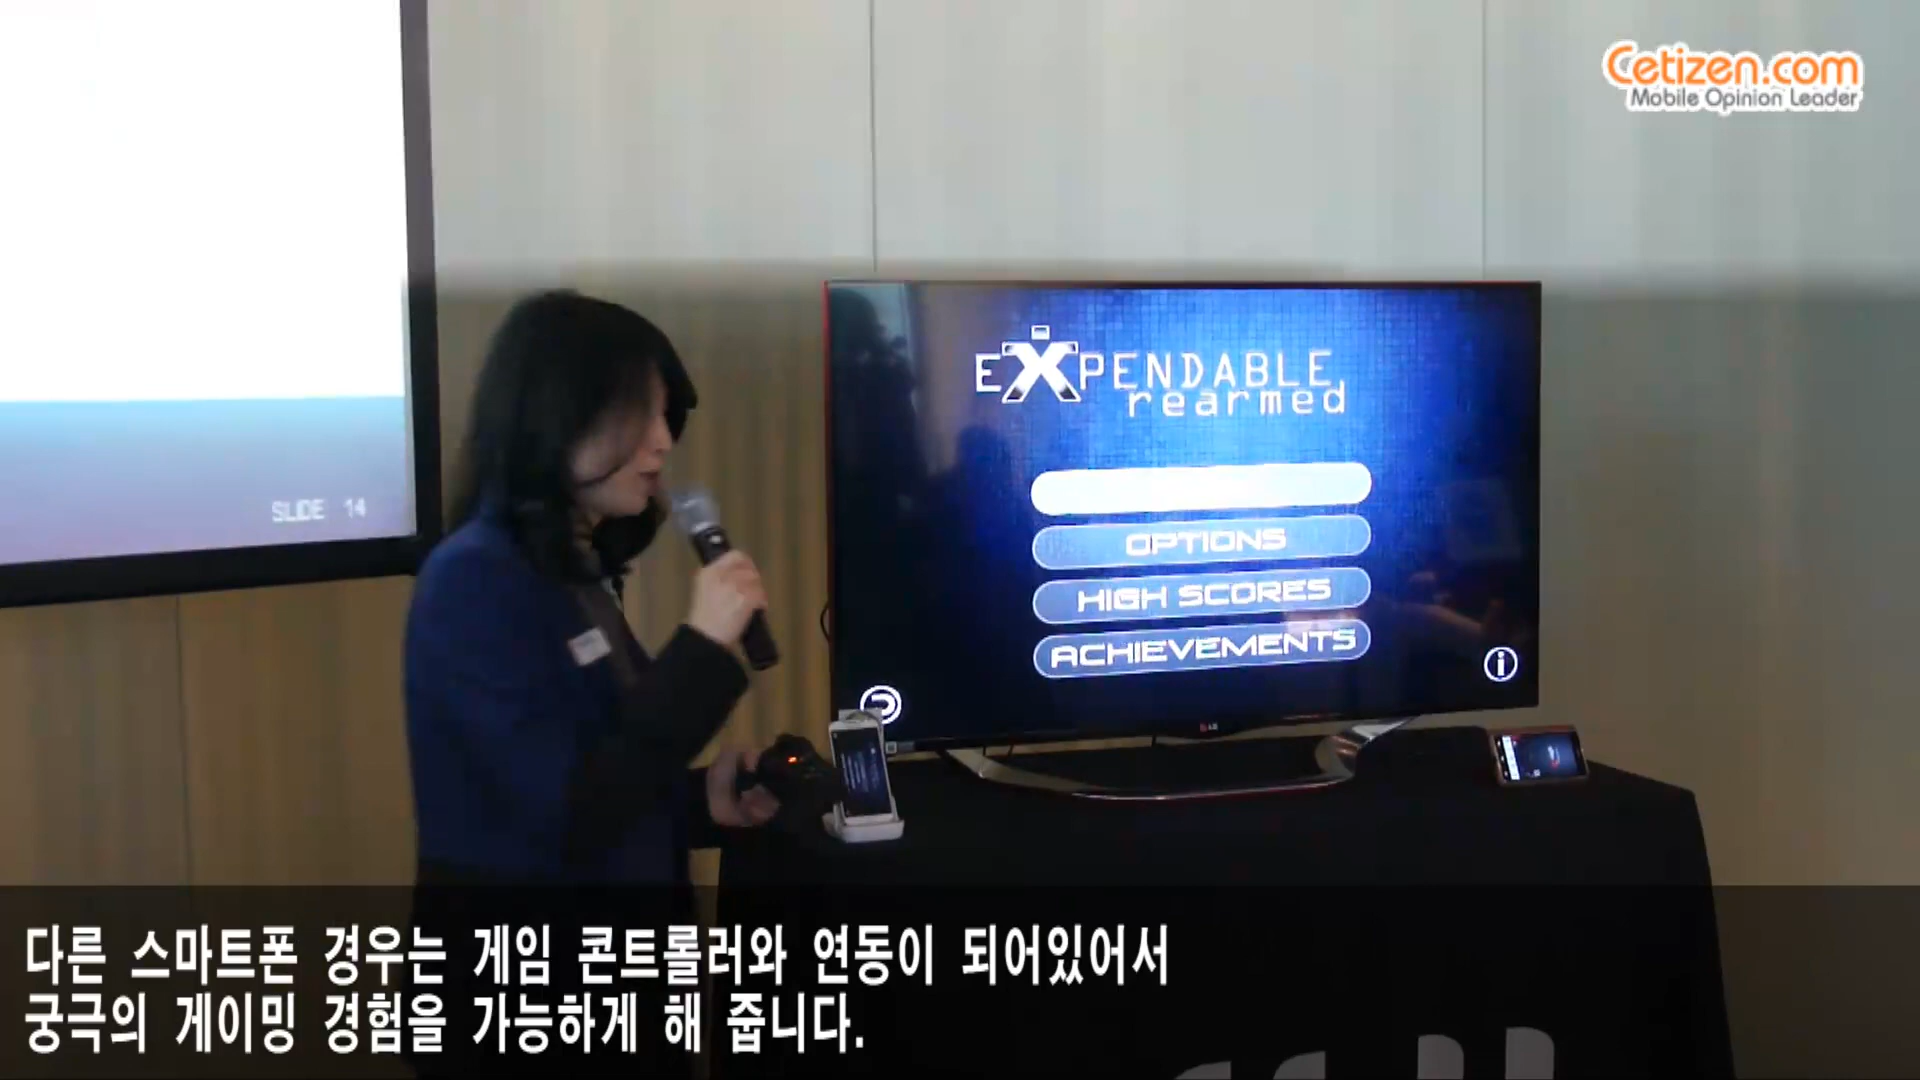 Cetizen.com
Mobile Opinion Leader
EXPENDABLE
rearmed
OPTIONS
HIGH SCORES
ACHIEVEMENTS
SLIDE 14
LG
다른 스마트폰 경우는 게임 콘트롤러와 연동이 되어있어서
궁극의 게이밍 경험을 가능하게 해 줍니다.